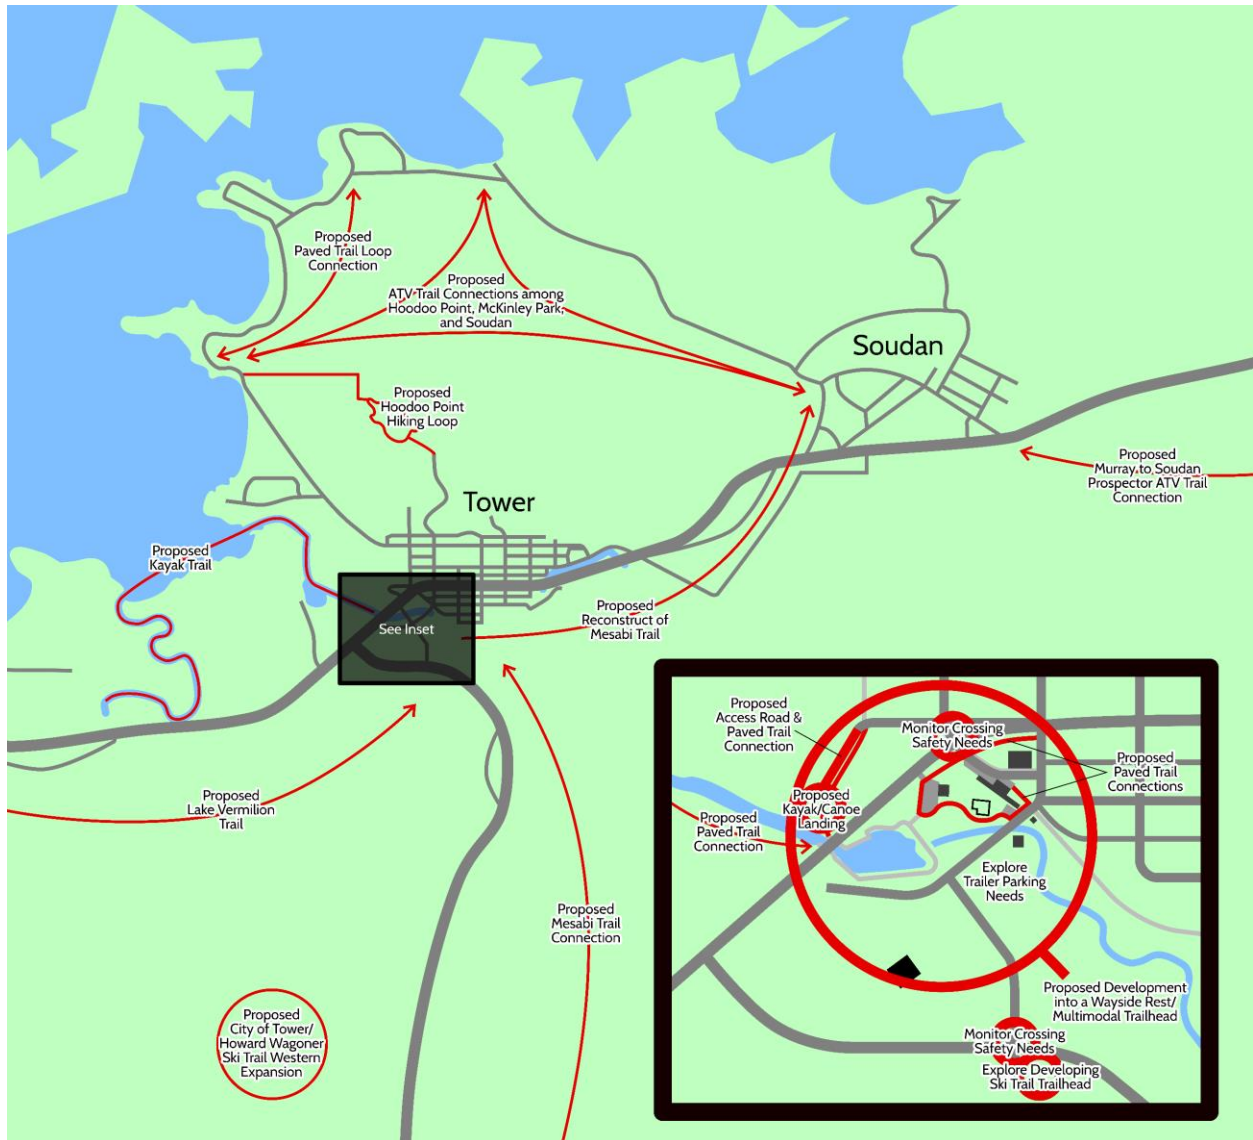 Proposed
Paved Trail Loop
Connection
Proposed
ATV Trail Connections among
Hoodoo Point, McKinley Park,
and Soudan
Soudan
Proposed
Hoodoo Point
Hiking Loop
Proposed
Murray to Soudan
Prospector ATV Trail
Connection
Tower
Proposed
Kayak Trail
See Inset
Proposed
Reconstruct of
Mesabi Trail
Proposed
Lake Vermilion
Trail
Proposed
Mesabi Trail
Connection
Proposed
City of Tower/
Howard Wagoner
Ski Trail Western
Expansion
Proposed
Access Road &
Paved Trail
Connection
Monitor Crossing
Safety Needs
Proposed
Paved Trail
Connections
Proposed
Kayak/Canoe
Landing
Proposed
Paved Trail
Connection
Explore
Trailer Parking
Needs
Proposed Development
into a Wayside Rest/
Multimodal Trailhead
Monitor Crossing
Safety Needs
Explore Developing
Ski Trail Trailhead